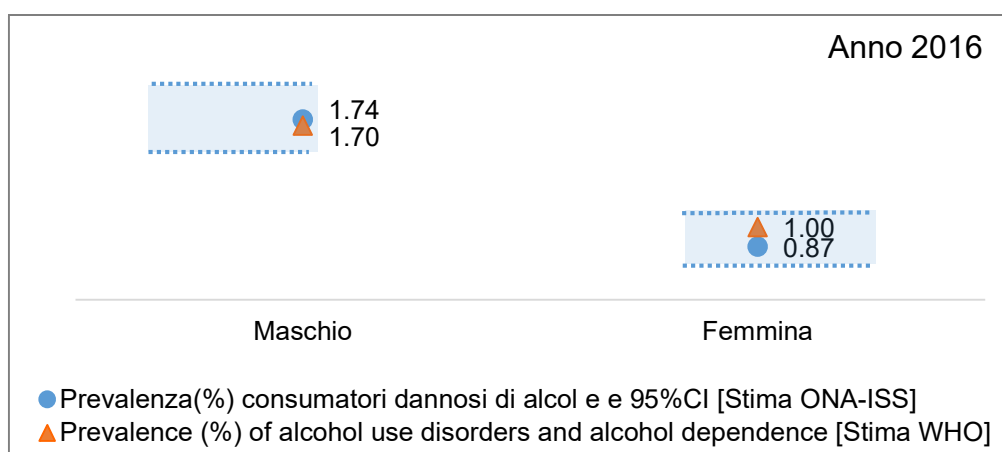 Anno 2016
1.74
1.70
1.00
0.87
Maschio Femmina
Prevalenza(%) consumatori dannosi di alcol e e 95%CI [Stima ONA-ISS]
Prevalence (%) of alcohol use disorders and alcohol dependence [Stima WHO]